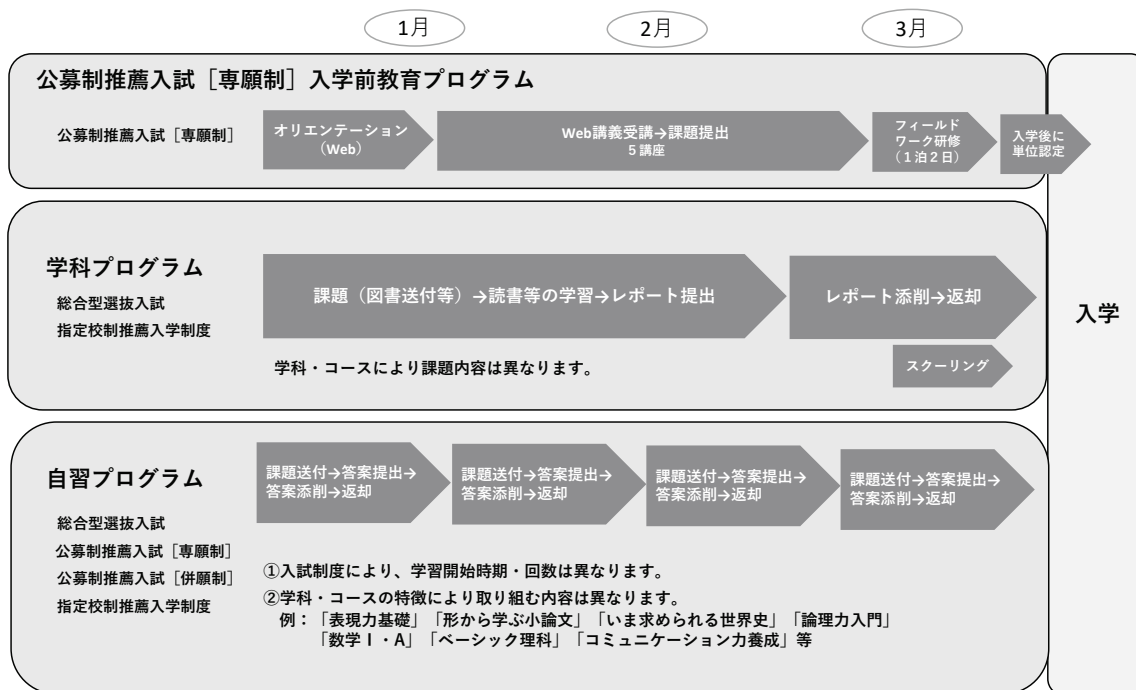 1月
2月
3月
公募制推薦入試［専願制］入学前教育プログラム
公募制推薦入試［専願制］
オリエンテーション
（Web）
Web講義受講→課題提出
５講座
フィールド
ワーク研修
（１泊２日）
入学後に
単位認定
学科プログラム
総合型選抜入試
指定校制推薦入学制度
課題（図書送付等）→読書等の学習→レポート提出
レポート添削→返却
スクーリング
学科・コースにより課題内容は異なります。
入学
自習プログラム
総合型選抜入試
公募制推薦入試［専願制］
公募制推薦入試［併願制］
指定校制推薦入学制度
課題送付→答案提出→
答案添削→返却
課題送付→答案提出→
答案添削→返却
課題送付→答案提出→
答案添削→返却
課題送付→答案提出→
答案添削→返却
①入試制度により、学習開始時期・回数は異なります。
②学科・コースの特徴により取り組む内容は異なります。
例：「表現力基礎」「形から学ぶ小論文」「いま求められる世界史」「論理力入門」
「数学Ⅰ・A」「ベーシック理科」「コミュニケーション力養成」等